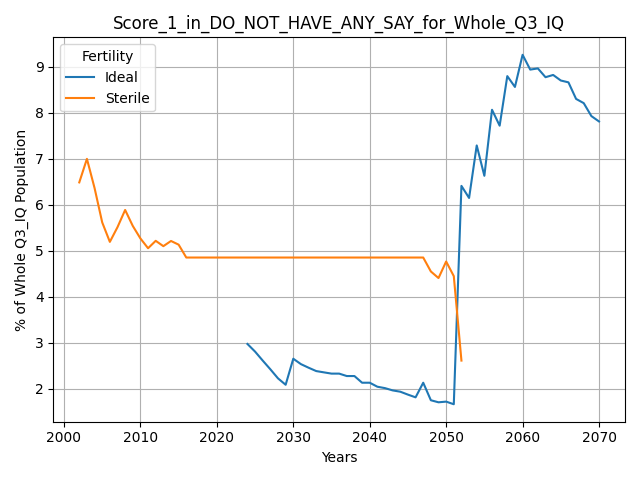 Score_1_in_DO_NOT_HAVE_ANY_SAY_for_Whole_Q3_IQ
Fertility
Ideal
Sterile
% of Whole Q3_IQ Population
9
8
7
6
5
4
3
2
2000 2010 2020 2030 2040 2050 2060 2070
Years